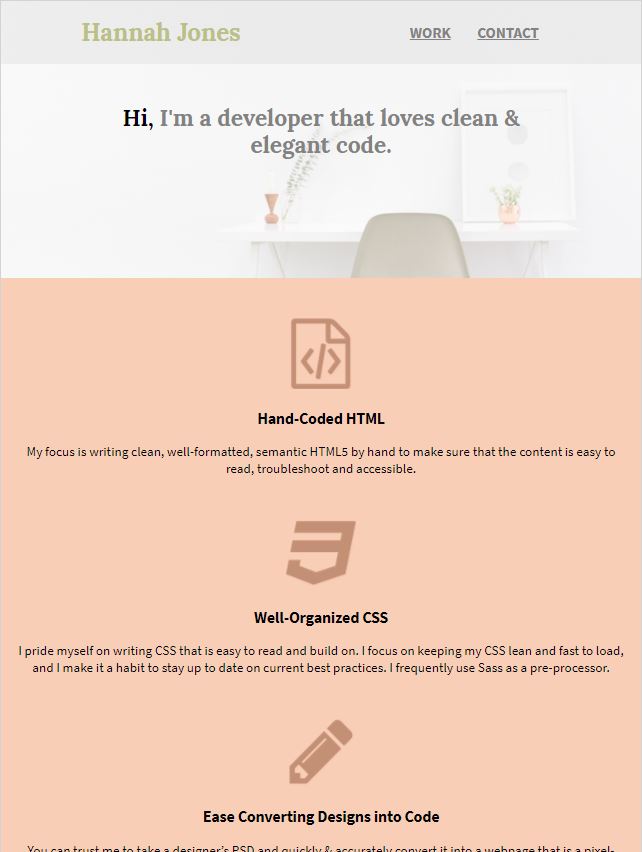 Hannah Jones
WORK CONTACT
Hi, I'm a developer that loves clean &
elegant code.
Hand-Coded HTML
My focus is writing clean, well-formatted, semantic HTML5 by hand to make sure that the content is easy to
read, troubleshoot and accessible.
Well-Organized CSS
I pride myself on writing CSS that is easy to read and build on. I focus on keeping my CSS lean and fast to load,
and I make it a habit to stay up to date on current best practices. I frequently use Sass as a pre-processor.
Ease Converting Designs into Code
You can trust me to take a designer's PSD and quickly & accurately convert it into a webpage that is a pixel-